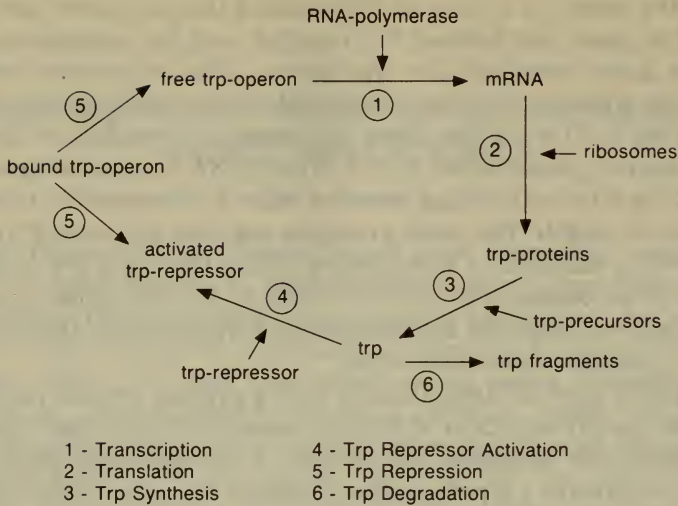 RNA-polymerase
free trp-operon
mRNA
1
5
2
ribosomes
bound trp-operon
5
activated
trp-repressor
trp-proteins
4
3
trp-precursors
trp
trp-repressor
trp fragments
6
1 - Transcription
2 - Translation
3 - Trp Synthesis
4 - Trp Repressor Activation
5 - Trp Repression
6 - Trp Degradation